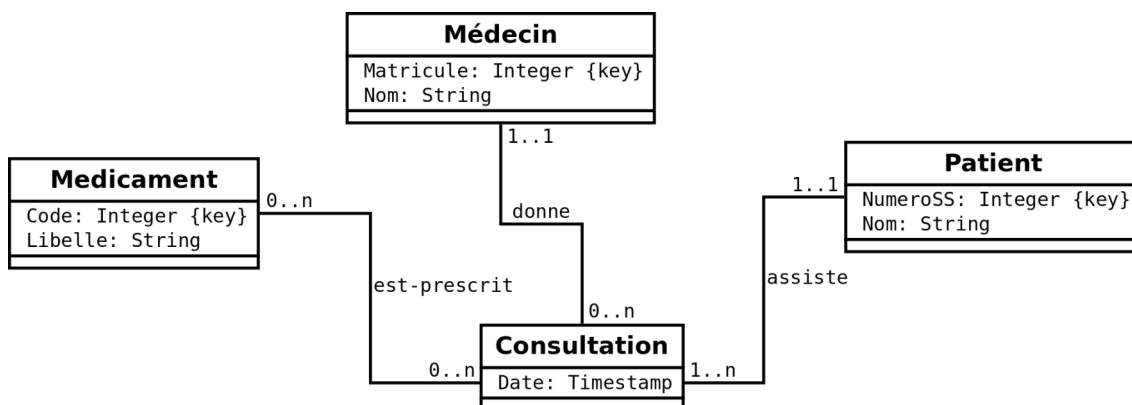 Médecin
Matricule: Integer {key}
Nom: String
1..1
Medicament
Code: Integer {key}
Libelle: String
0..n
donne
Patient
NumeroSS: Integer {key}
Nom: String
1..1
est-prescrit
assiste
0..n
Consultation
Date: Timestamp
0..n
1..n